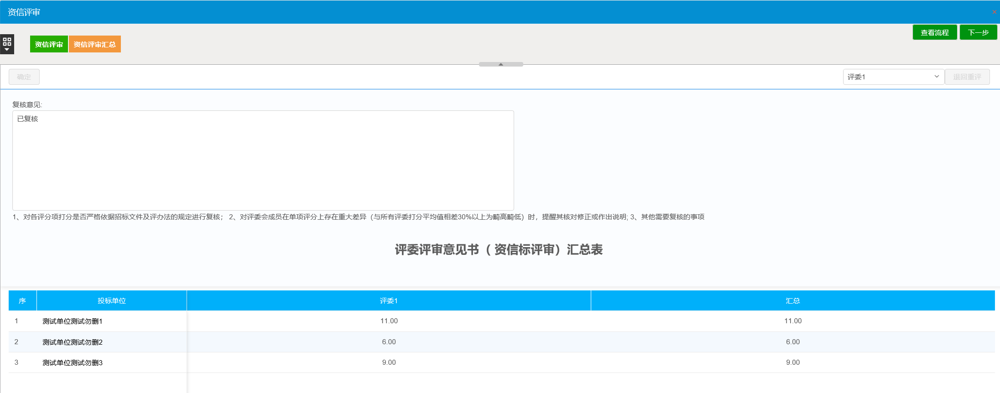 资信评审
查看流程 下一步
资信评审 资信评审汇总
确定 评委1 退回重评
复核意见:
已复核
1、对各评分项打分是否严格依据招标文件及评办法的规定进行复核； 2、对评委会成员在单项评分上存在重大差异（与所有评委打分平均值相差30%以上为畸高畸低）时，提醒其核对修正或作出说明; 3、其他需要复核的事项
评委评审意见书（ 资信标评审）汇总表
序 投标单位 评委1 汇总
1 测试单位测试勿删1 11.00 11.00
2 测试单位测试勿删2 6.00 6.00
3 测试单位测试勿删3 9.00 9.00